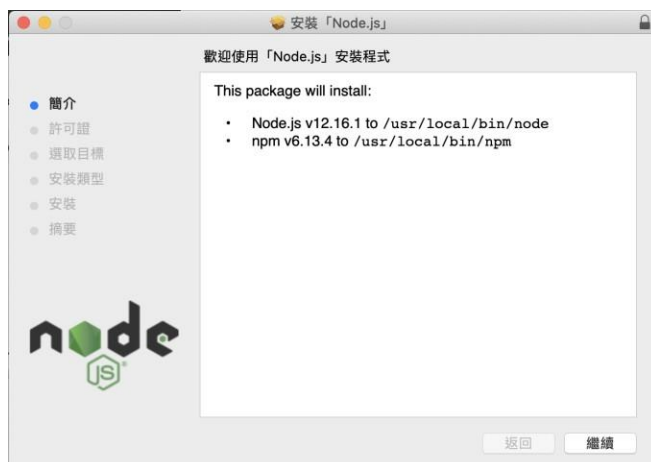 安裝「Node.js」
歡迎使用「Node.js」安裝程式
簡介
許可證
選取目標
安裝類型
安裝
摘要
This package will install:
• Node.js v12.16.1 to /usr/local/bin/node
• npm v6.13.4 to /usr/local/bin/npm
node
JS
返回
繼續